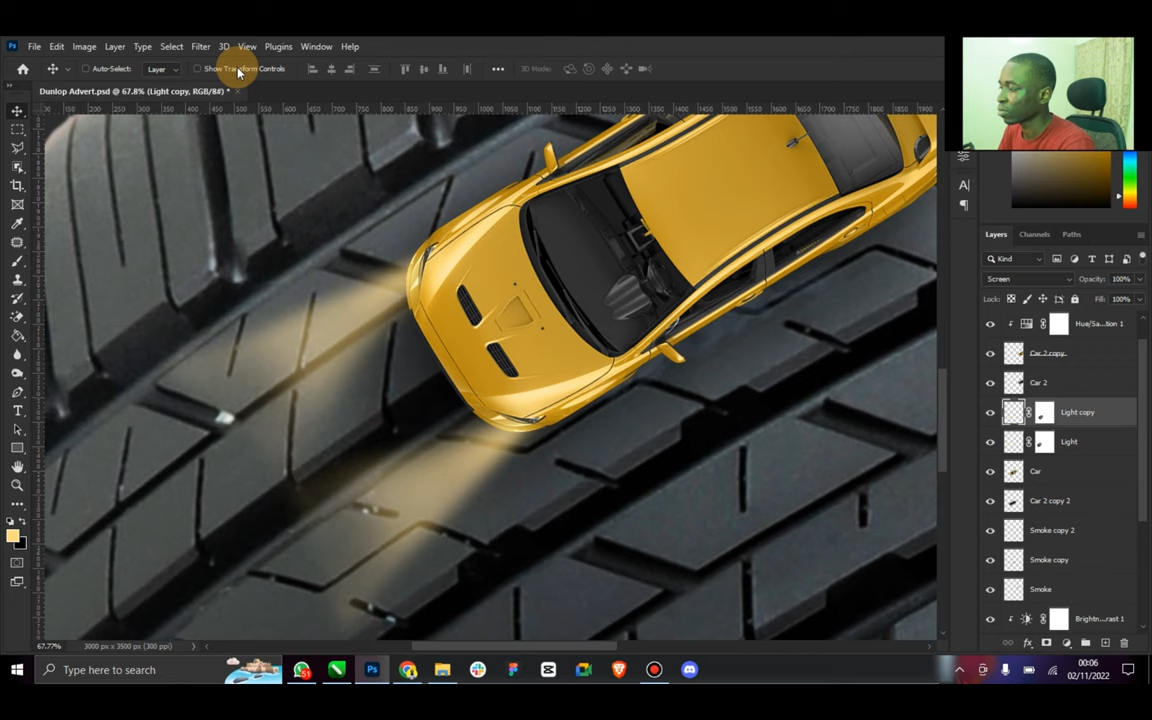 Ps File Edit Image Layer Type Select Filter 3D View Plugins Window Help
Auto-Select: Layer Show Transform Controls 3D Mode:
Dunlop Advert.psd @ 67.8% (Light copy, RGB/8#) *
Layers Channels Paths
Kind
Screen Opacity: 100%
Lock: Fill: 100%
Hue/Sa...tion 1
Car 2 copy
Car 2
Light copy
Light
Car
Car 2 copy 2
Smoke copy 2
Smoke copy
Smoke
Brightn...rast 1
67.77% 3000 px x 3500 px (300 ppi)
Type here to search
00:06
02/11/2022